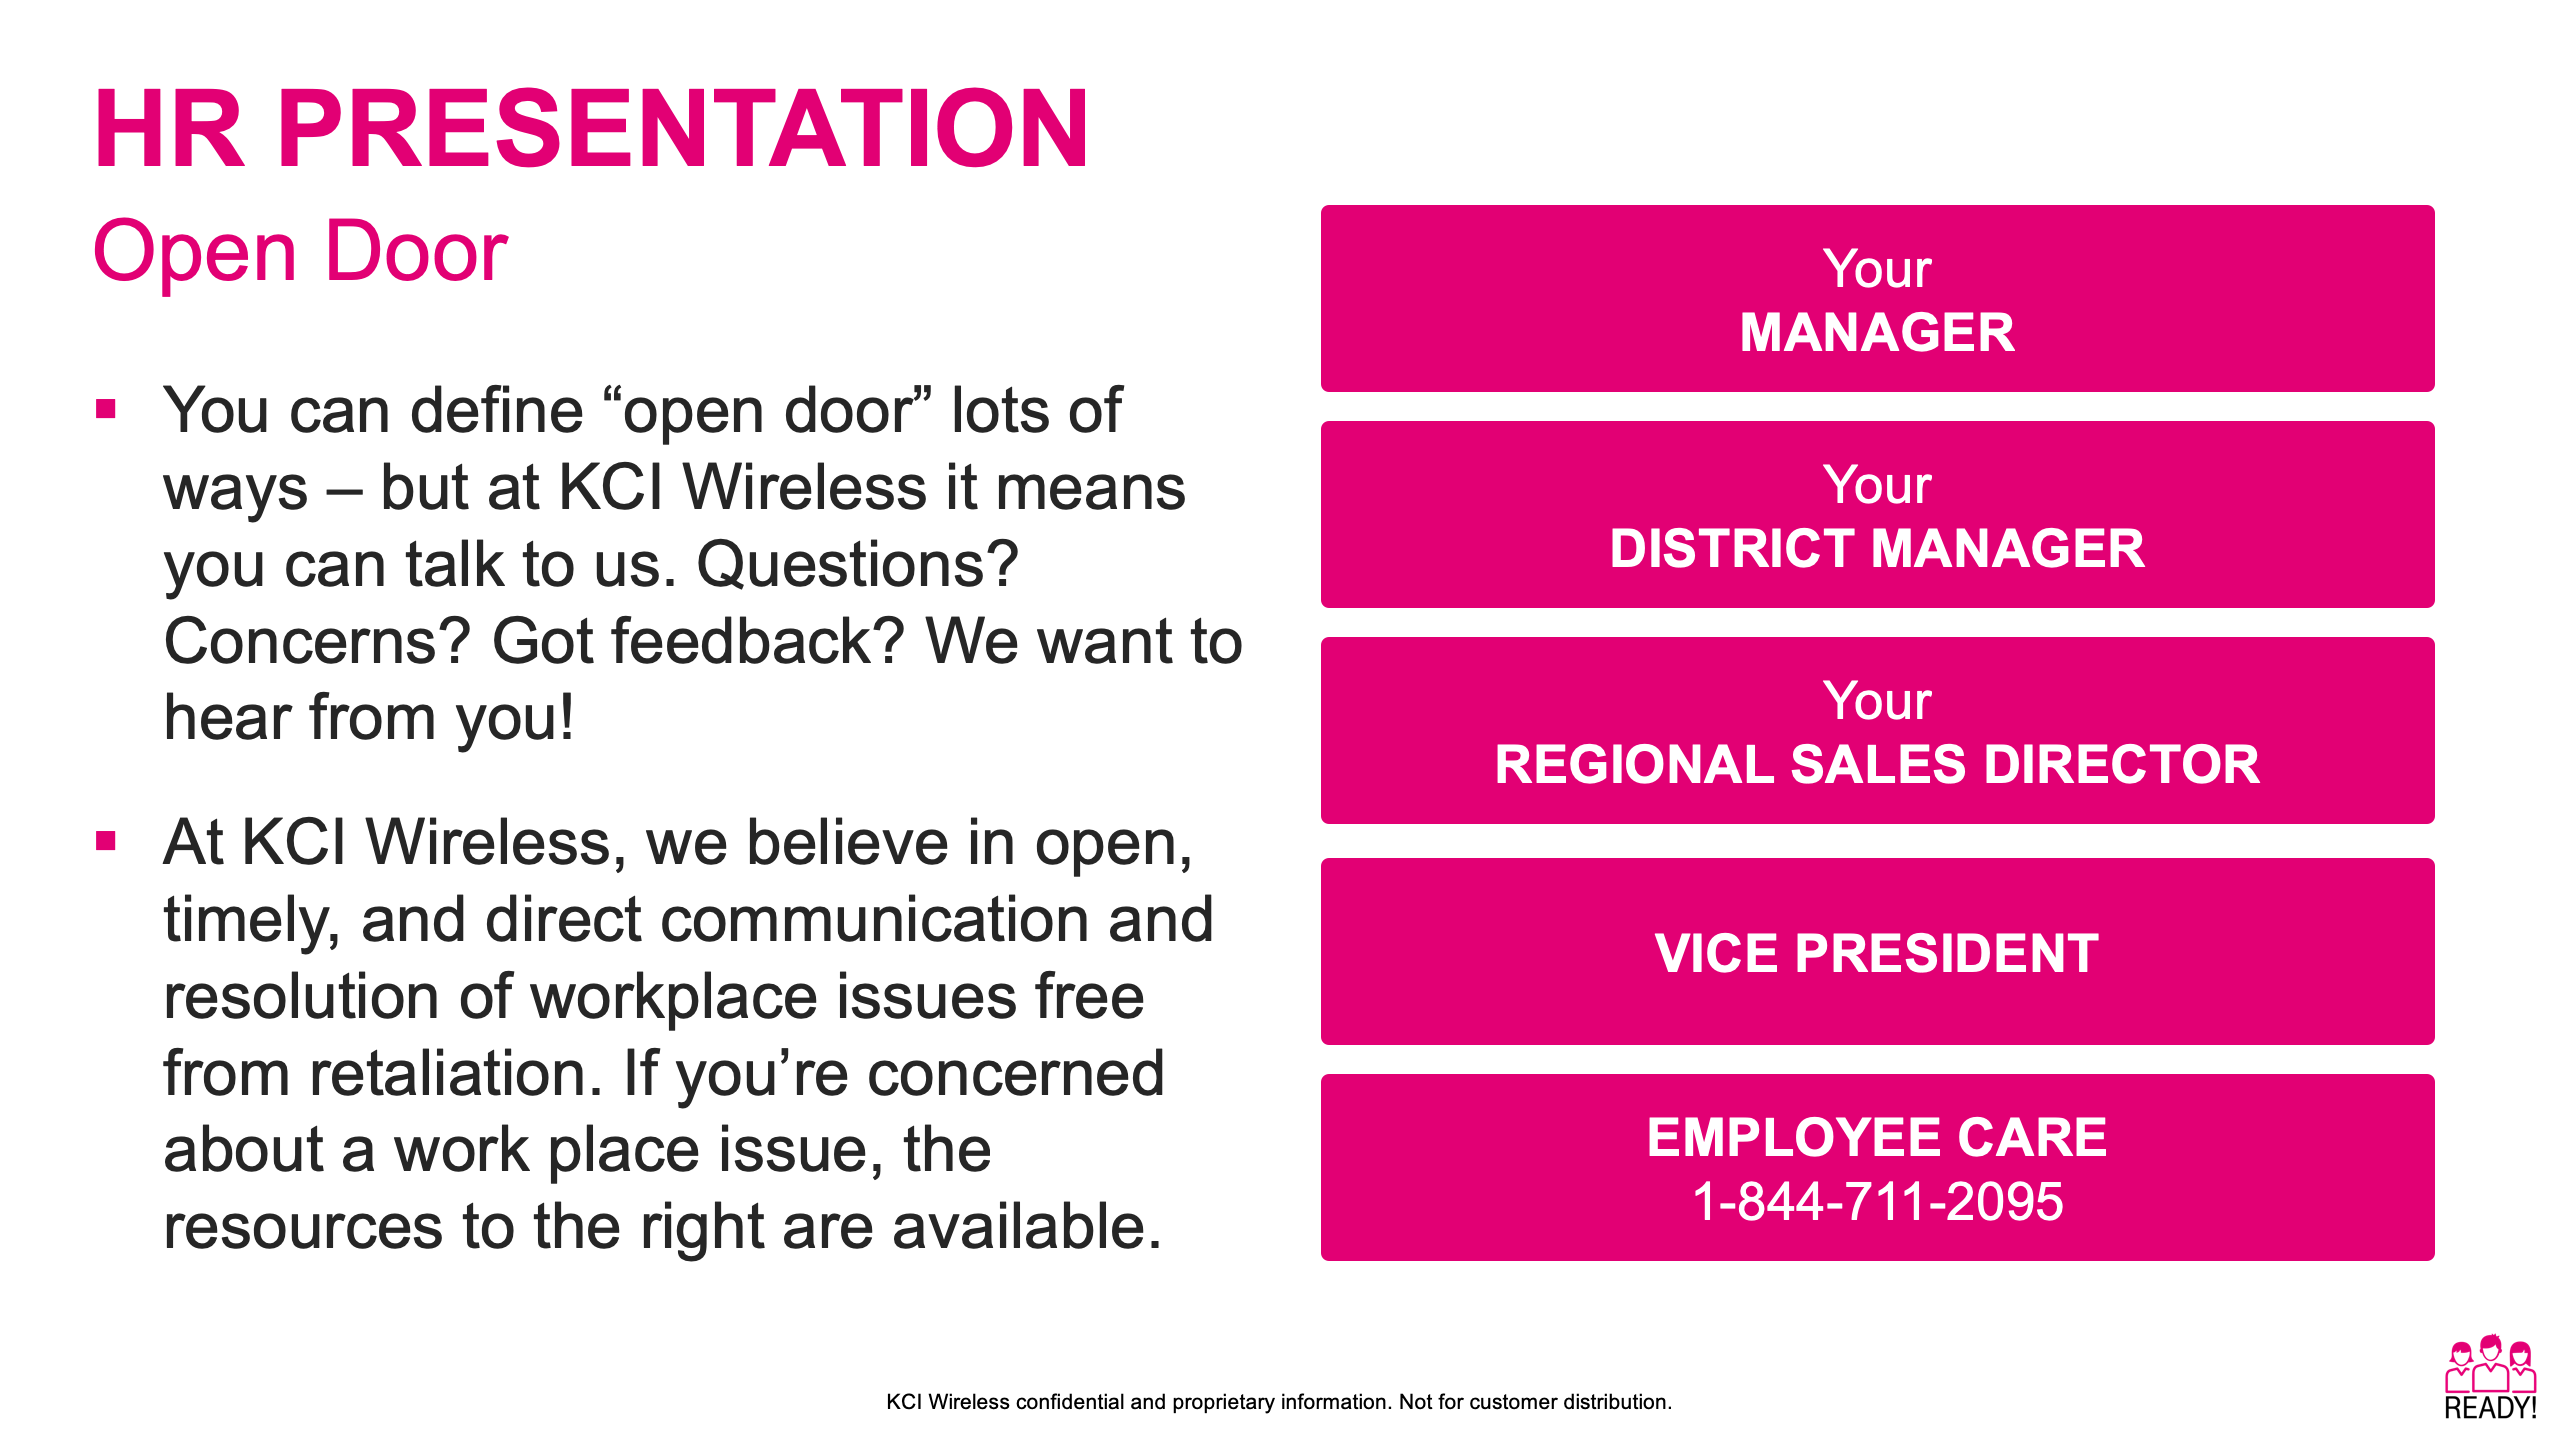 HR PRESENTATION
Open Door
▪ You can define “open door” lots of
ways – but at KCI Wireless it means
you can talk to us. Questions?
Concerns? Got feedback? We want to
hear from you!
▪ At KCI Wireless, we believe in open,
timely, and direct communication and
resolution of workplace issues free
from retaliation. If you’re concerned
about a work place issue, the
resources to the right are available.
Your
MANAGER
Your
DISTRICT MANAGER
Your
REGIONAL SALES DIRECTOR
VICE PRESIDENT
EMPLOYEE CARE
1-844-711-2095
KCI Wireless confidential and proprietary information. Not for customer distribution.
READY!